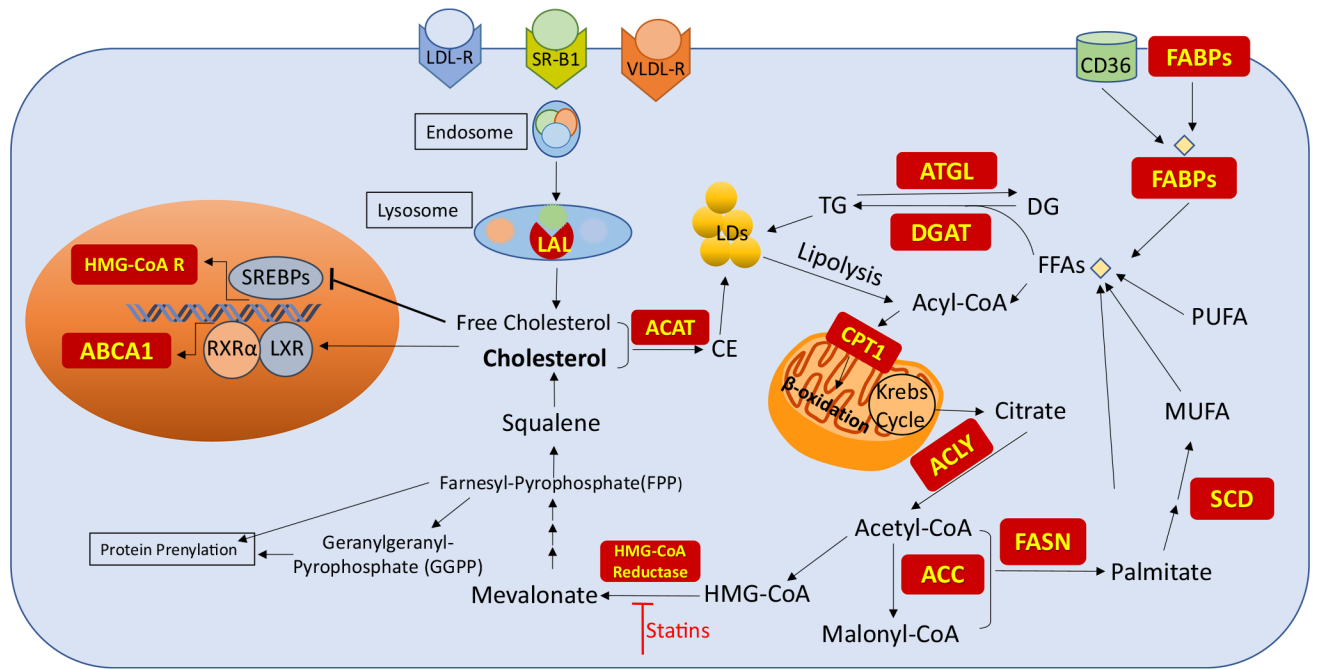 LDL-R
SR-B1
VLDL-R
CD36
FABPs
Endosome
FABPs
Lysosome
LAL
ATGL
TG
DG
DGAT
LDs
Lipolysis
FFAs
HMG-CoA R
SREBPs
Acyl-CoA
PUFA
Free Cholesterol
ACAT
ABCA1
RXRα
LXR
Cholesterol
CE
CPT1
β-oxidation
Krebs
Cycle
Citrate
MUFA
Squalene
ACLY
Farnesyl-Pyrophosphate(FPP)
SCD
Protein Prenylation
Geranylgeranyl-
Pyrophosphate (GGPP)
HMG-CoA
Reductase
Acetyl-CoA
FASN
ACC
Palmitate
Mevalonate
HMG-CoA
Statins
Malonyl-CoA